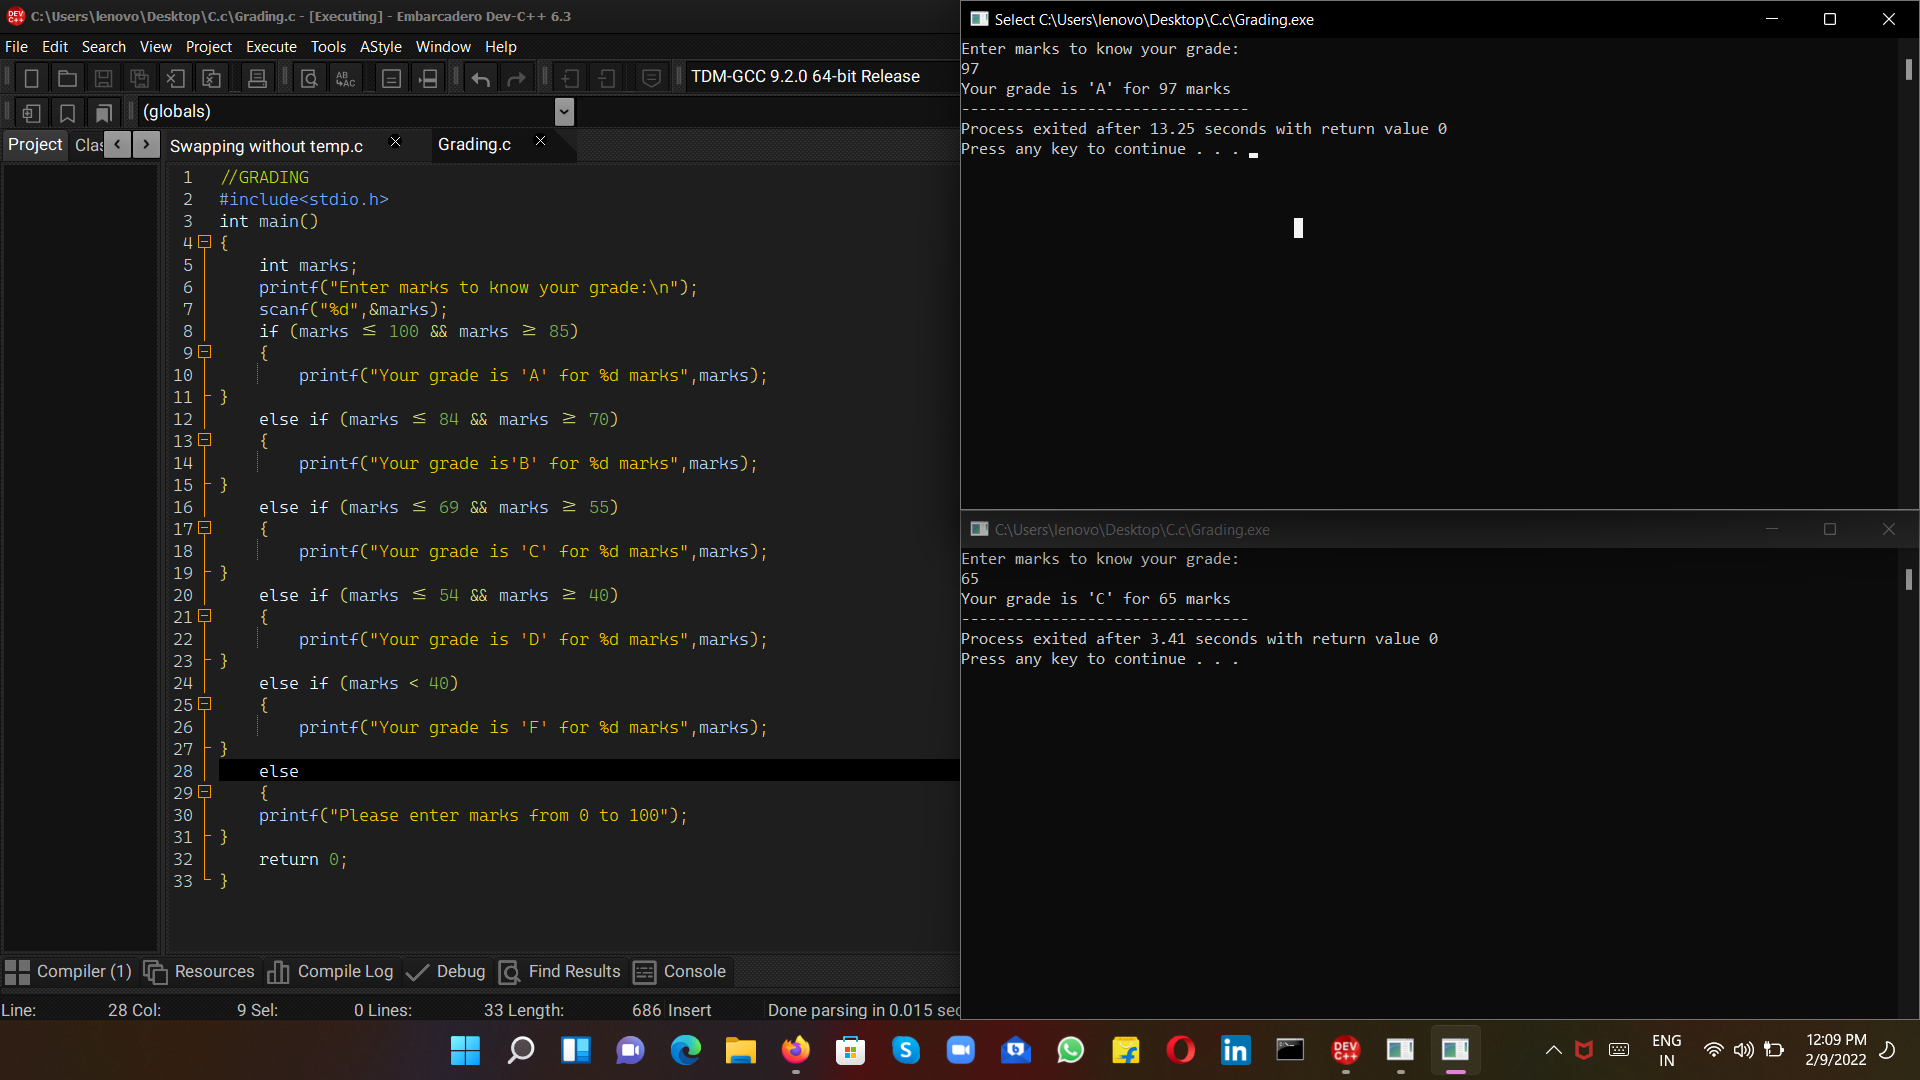 C:\Users\lenovo\Desktop\C.c\Grading.c - [Executing] - Embarcadero Dev-C++ 6.3
File Edit Search View Project Execute Tools AStyle Window Help
TDM-GCC 9.2.0 64-bit Release
(globals)
Project Clas
Swapping without temp.c
Grading.c
1 //GRADING
2 #include<stdio.h>
3 int main()
4 {
5 int marks;
6 printf("Enter marks to know your grade:\n");
7 scanf("%d",&marks);
8 if (marks ≤ 100 && marks ≥ 85)
9 {
10 printf("Your grade is 'A' for %d marks",marks);
11 }
12 else if (marks ≤ 84 && marks ≥ 70)
13 {
14 printf("Your grade is'B' for %d marks",marks);
15 }
16 else if (marks ≤ 69 && marks ≥ 55)
17 {
18 printf("Your grade is 'C' for %d marks",marks);
19 }
20 else if (marks ≤ 54 && marks ≥ 40)
21 {
22 printf("Your grade is 'D' for %d marks",marks);
23 }
24 else if (marks < 40)
25 {
26 printf("Your grade is 'F' for %d marks",marks);
27 }
28 else
29 {
30 printf("Please enter marks from 0 to 100");
31 }
32 return 0;
33 }
Compiler (1) Resources Compile Log Debug Find Results Console
Line: 28 Col: 9 Sel: 0 Lines: 33 Length: 686 Insert Done parsing in 0.015 sec
Select C:\Users\lenovo\Desktop\C.c\Grading.exe
Enter marks to know your grade:
97
Your grade is 'A' for 97 marks
--------------------------------
Process exited after 13.25 seconds with return value 0
Press any key to continue . . .
C:\Users\lenovo\Desktop\C.c\Grading.exe
Enter marks to know your grade:
65
Your grade is 'C' for 65 marks
--------------------------------
Process exited after 3.41 seconds with return value 0
Press any key to continue . . .
ENG
IN
12:09 PM
2/9/2022